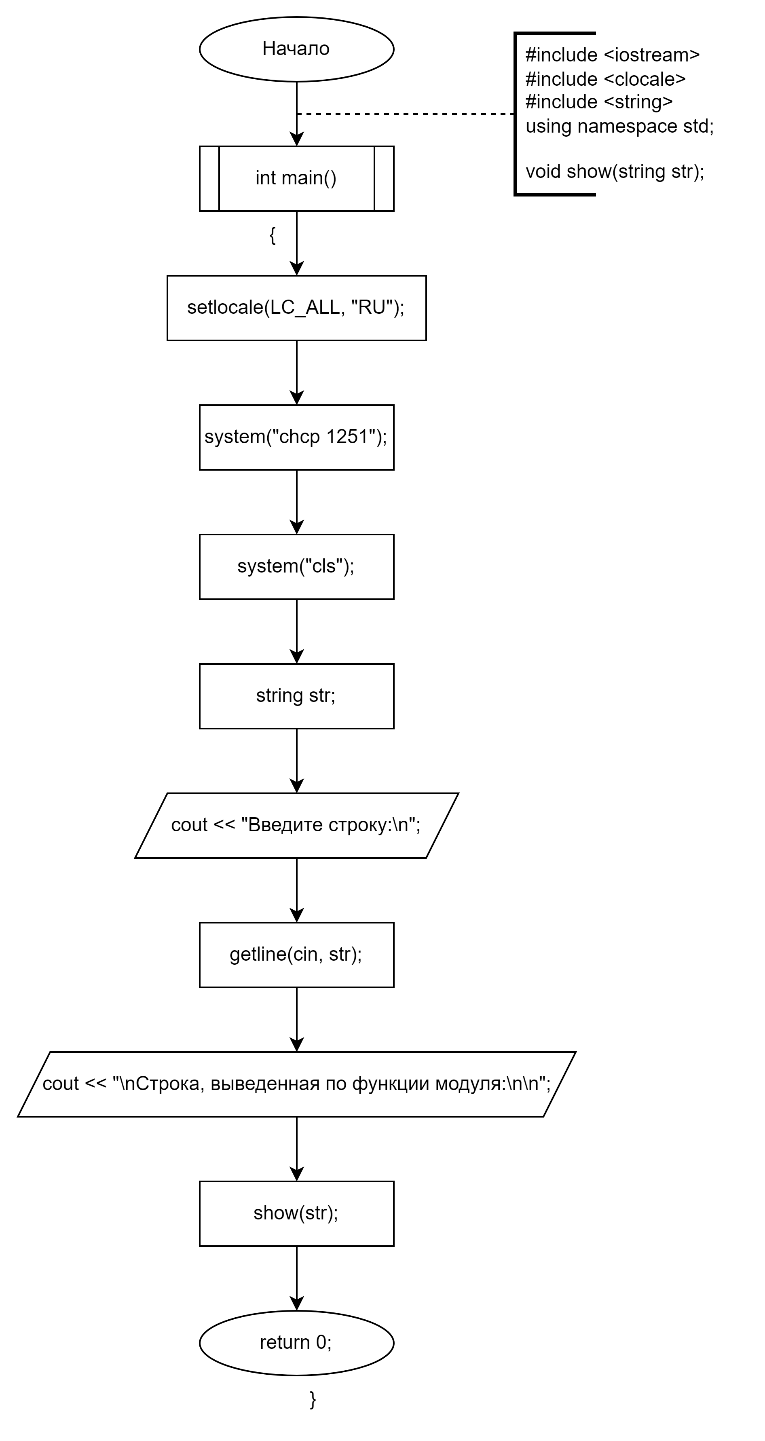 Начало
#include <iostream>
#include <clocale>
#include <string>
using namespace std;
void show(string str);
int main()
{
setlocale(LC_ALL, "RU");
system("chcp 1251");
system("cls");
string str;
cout << "Введите строку:\n";
getline(cin, str);
cout << "\nСтрока, выведенная по функции модуля:\n\n";
show(str);
return 0;
}